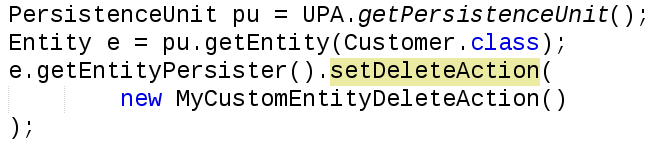 PersistenceUnit pu = UPA.getPersistenceUnit();
Entity e = pu.getEntity(Customer.class);
e.getEntityPersister().setDeleteAction(
        new MyCustomEntityDeleteAction()
);